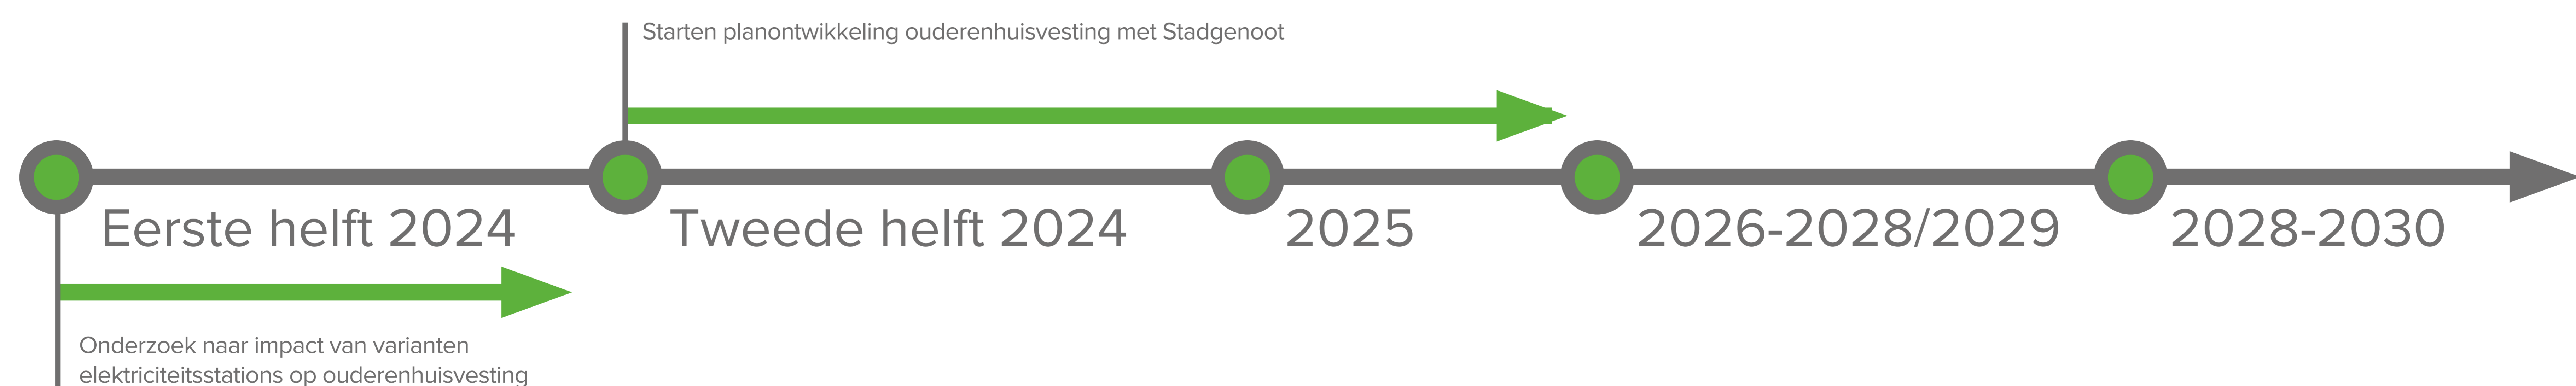 Starten planontwikkeling ouderenhuisvesting met Stadgenoot
Eerste helft 2024
Tweede helft 2024
2025
2026-2028/2029
2028-2030
Onderzoek naar impact van varianten
elektriciteitsstations op ouderenhuisvesting